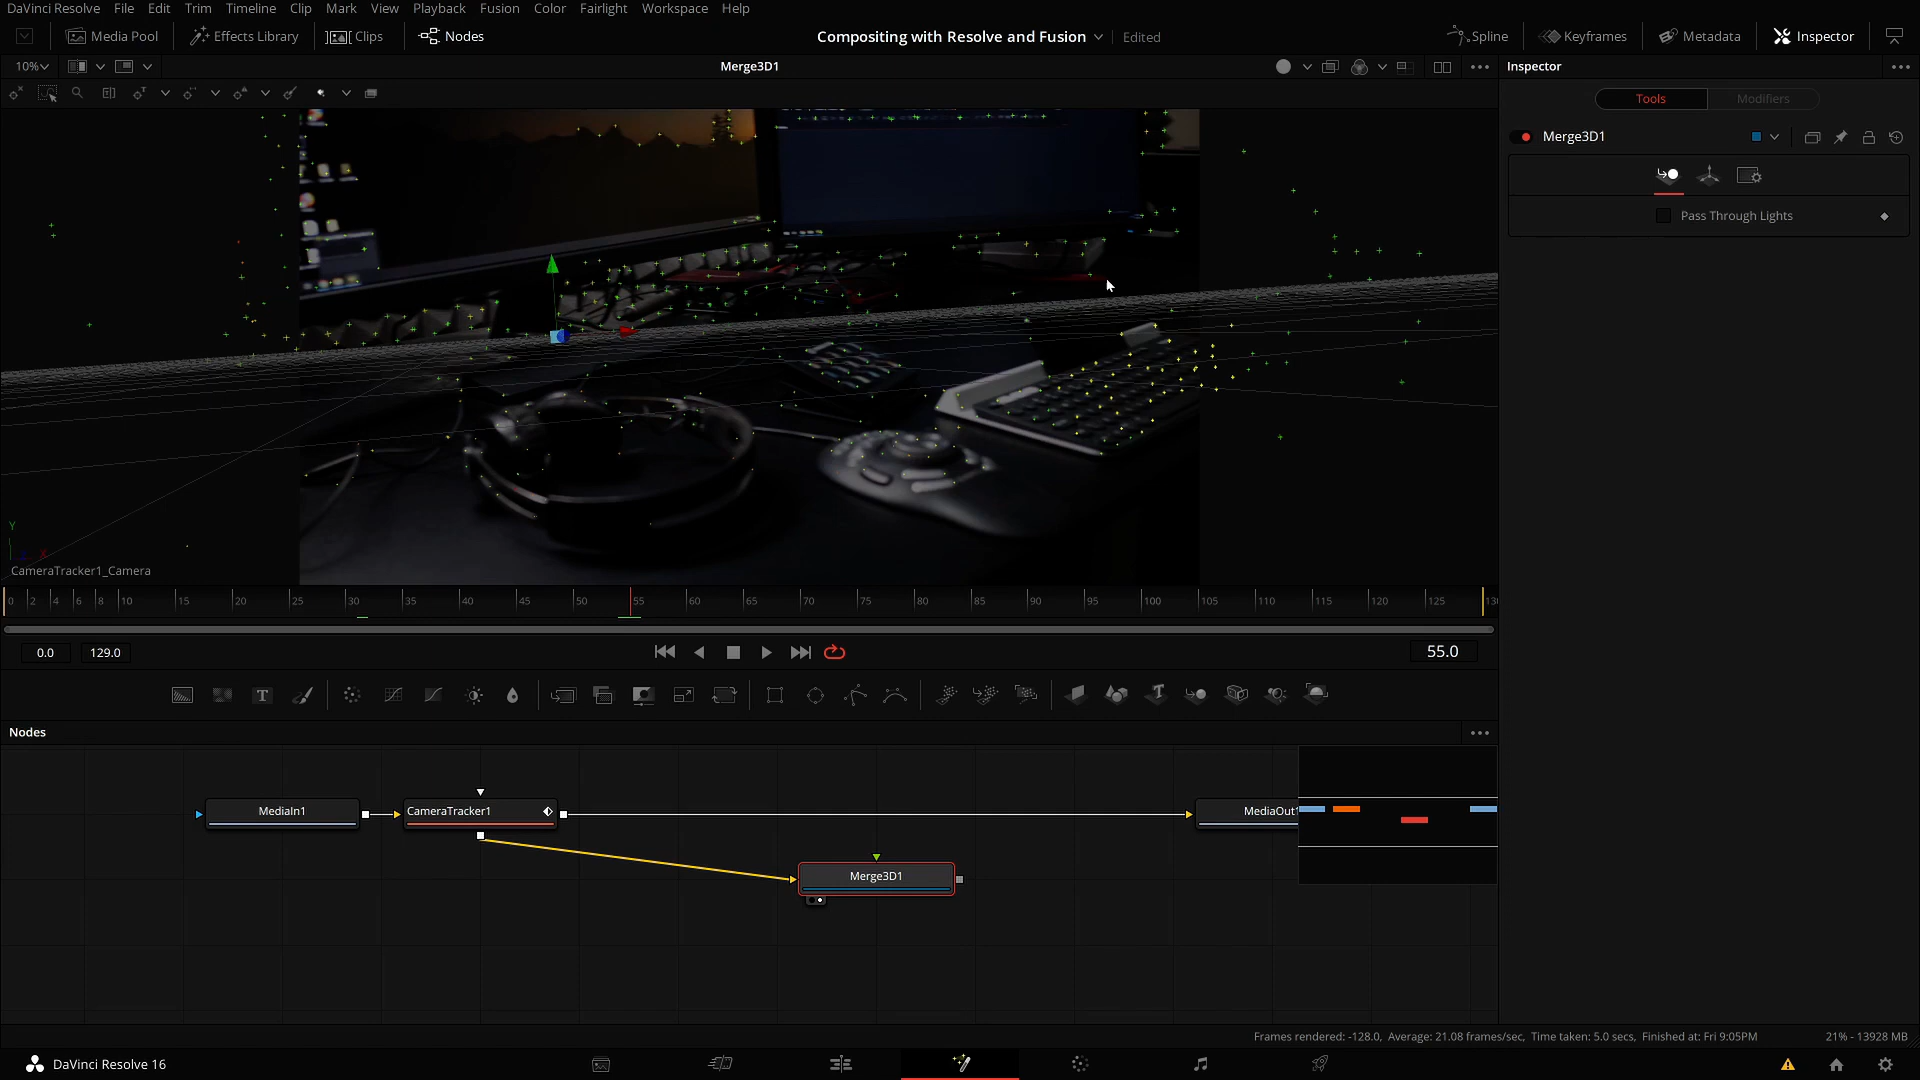 DaVinci Resolve File Edit Trim Timeline Clip Mark View Playback Fusion Color Fairlight Workspace Help
Media Pool Effects Library Clips Nodes Compositing with Resolve and Fusion Edited Spline Keyframes Metadata Inspector
10% Merge3D1 Inspector
Tools Modifiers
Merge3D1
Pass Through Lights
Y
X
CameraTracker1_Camera
0 2 4 6 8 10 15 20 25 30 35 40 45 50 55 60 65 70 75 80 85 90 95 100 105 110 115 120 125 130
0.0 129.0 55.0
T T
Nodes
MediaIn1 CameraTracker1 MediaOut1
Merge3D1
Frames rendered: -128.0, Average: 21.08 frames/sec, Time taken: 5.0 secs, Finished at: Fri 9:05PM 21% - 13928 MB
DaVinci Resolve 16